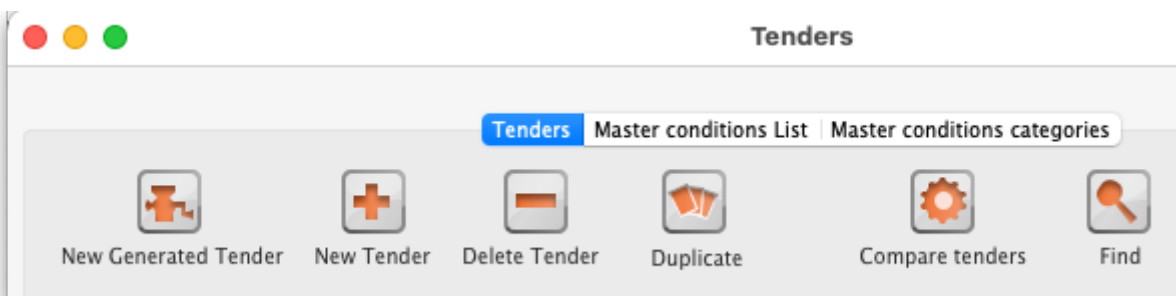 Tenders
Tenders Master conditions List Master conditions categories
New Generated Tender New Tender Delete Tender Duplicate Compare tenders Find